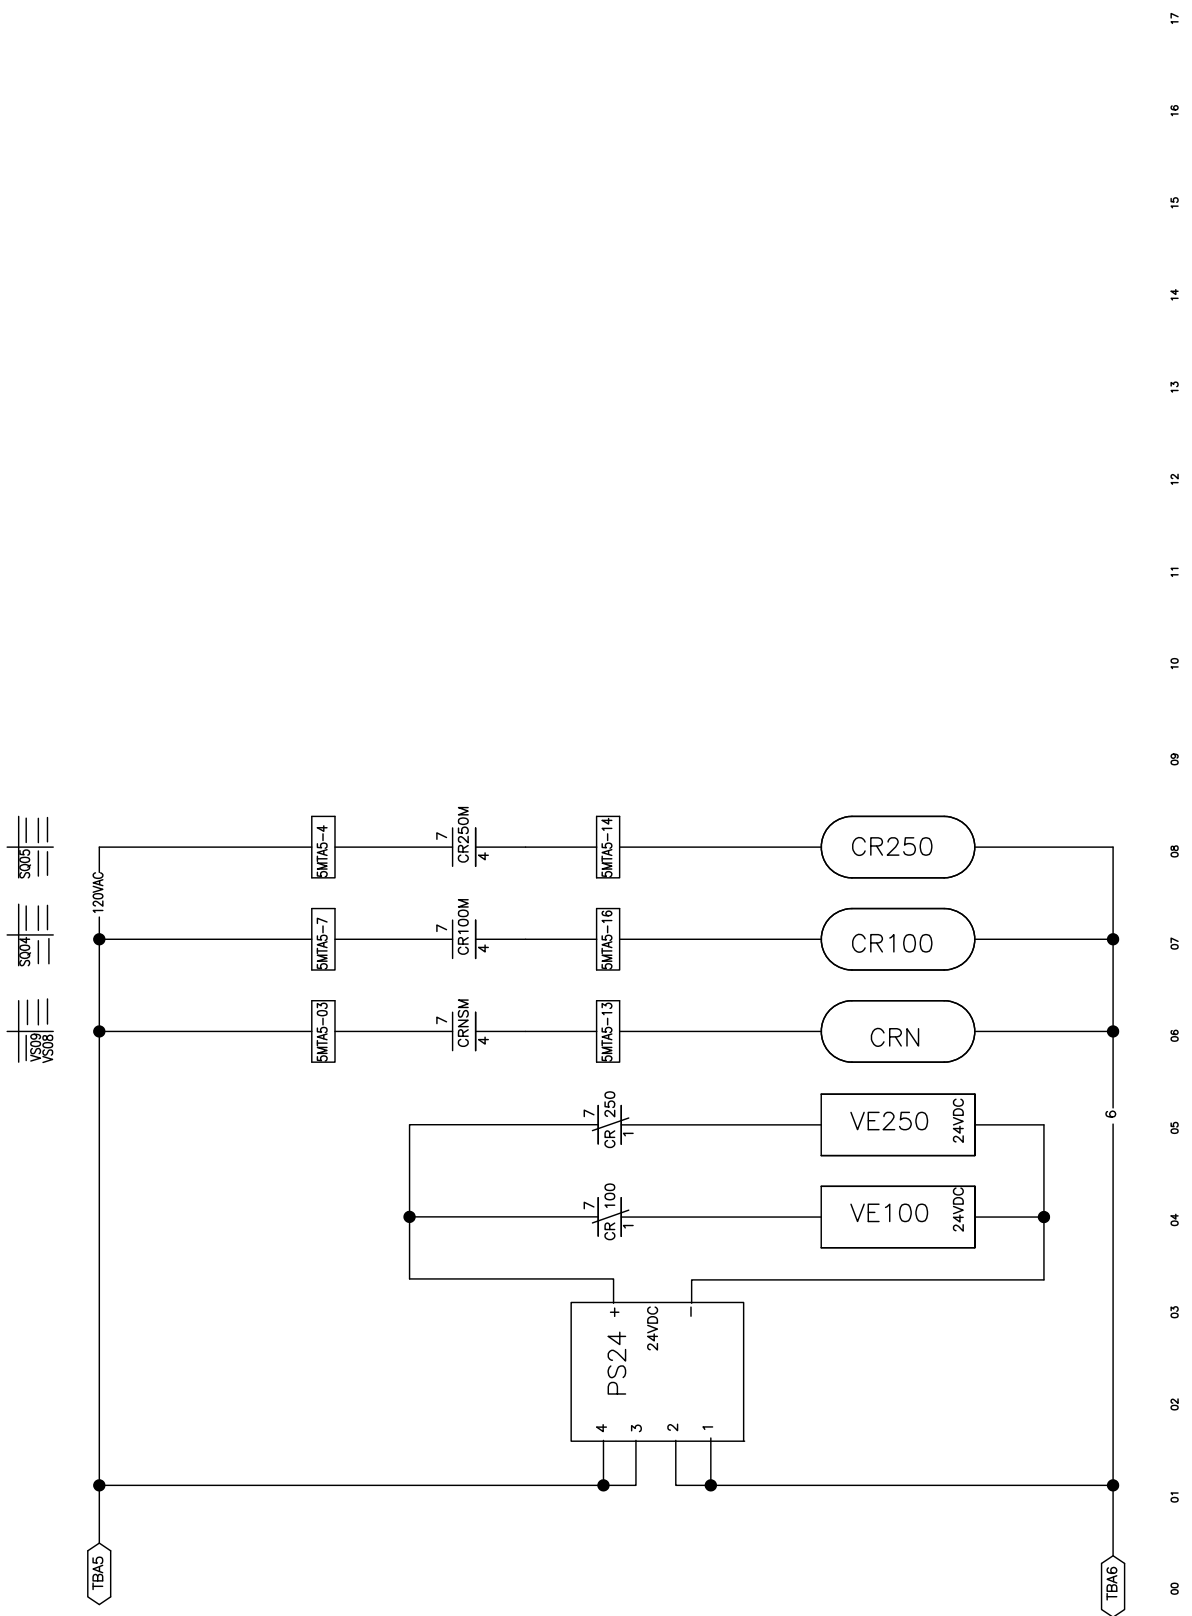 17
16
15
14
13
12
11
10
09
08
07
06
05
04
03
02
01
00
SQ05
SQ04
VS09
VS08
120VAC
5MTA5-4
7
CR250M
4
5MTA5-14
CR250
5MTA5-7
7
CR100M
4
5MTA5-16
CR100
5MTA5-03
7
CRNSM
4
5MTA5-13
CRN
7
CR 250
1
VE250
24VDC
6
7
CR 100
1
VE100
24VDC
+
–
24VDC
PS24
4
3
2
1
TBA5
TBA6